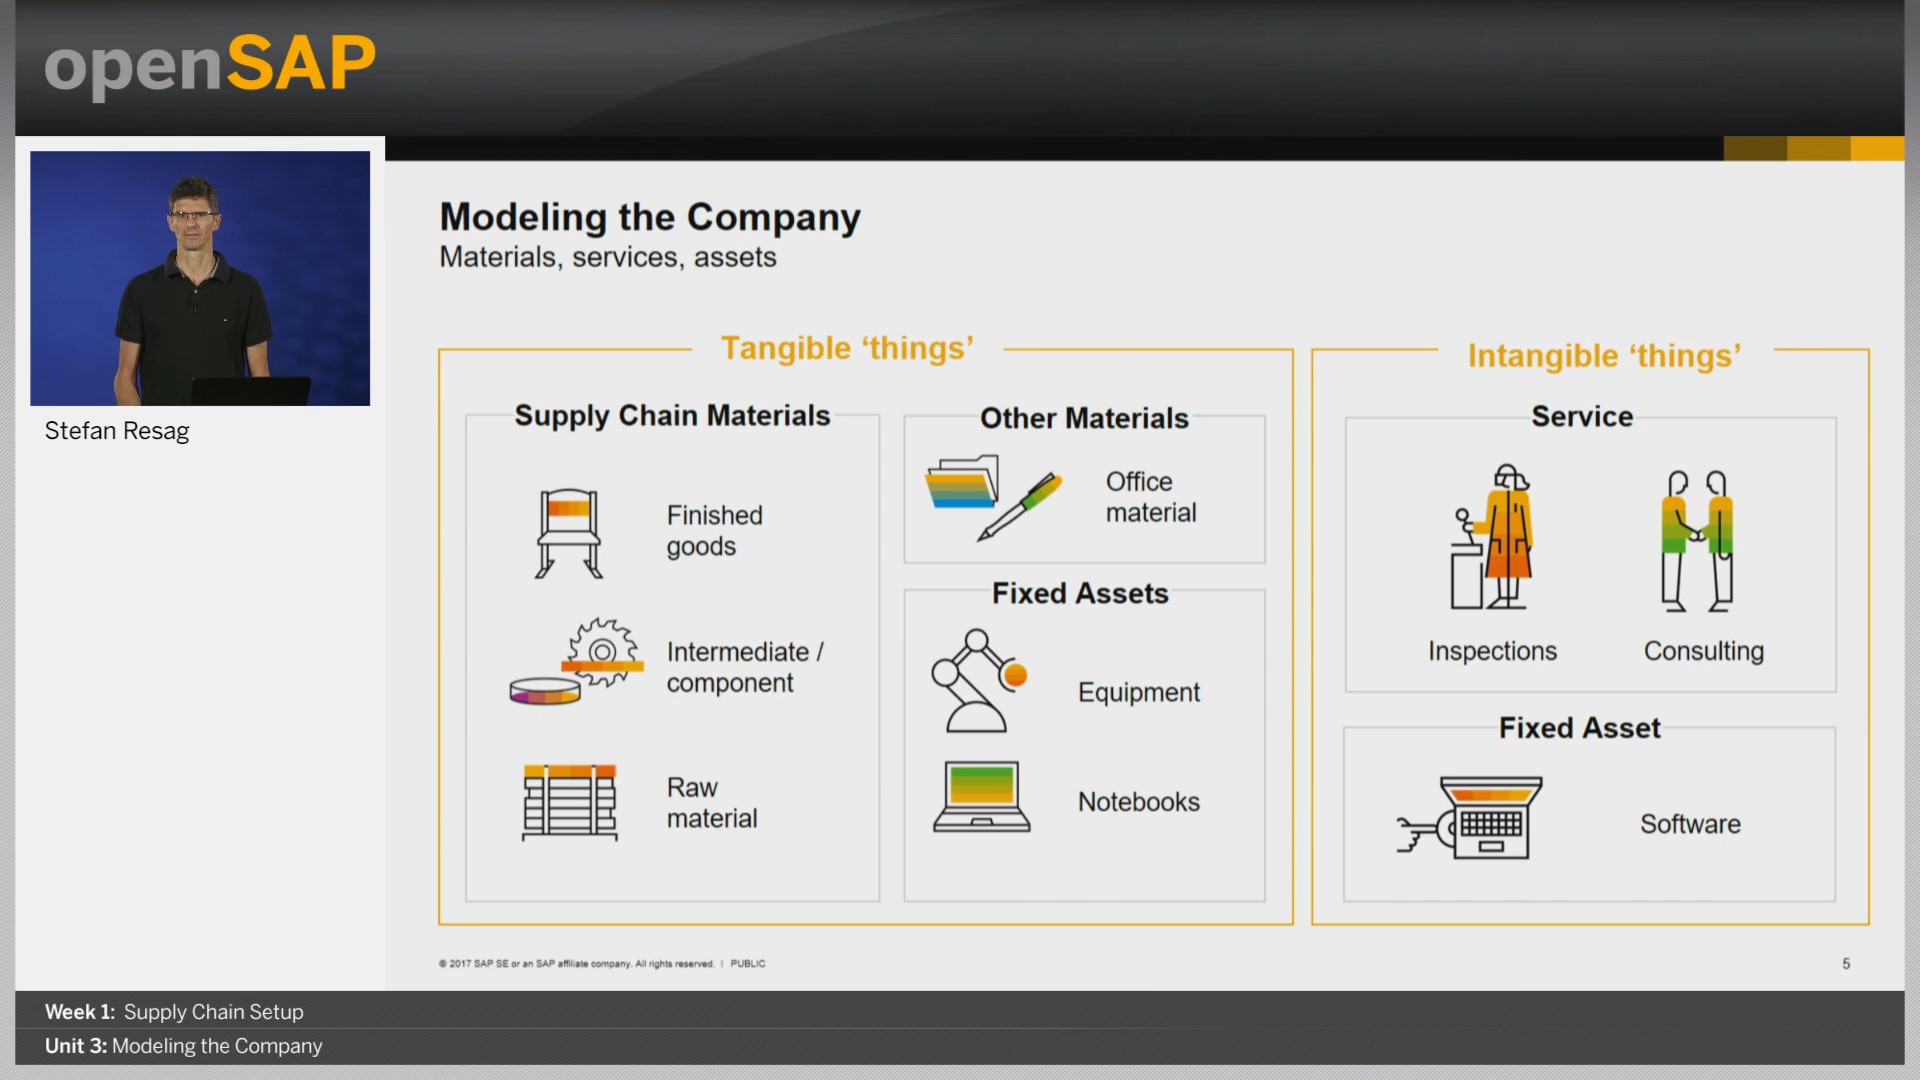 openSAP
Stefan Resag
Modeling the Company
Materials, services, assets
Tangible ‘things’
Supply Chain Materials
Finished
goods
Intermediate /
component
Raw
material
Other Materials
Office
material
Fixed Assets
Equipment
Notebooks
Intangible ‘things’
Service
Inspections
Consulting
Fixed Asset
Software
© 2017 SAP SE or an SAP affiliate company. All rights reserved. | PUBLIC
5
Week 1: Supply Chain Setup
Unit 3: Modeling the Company